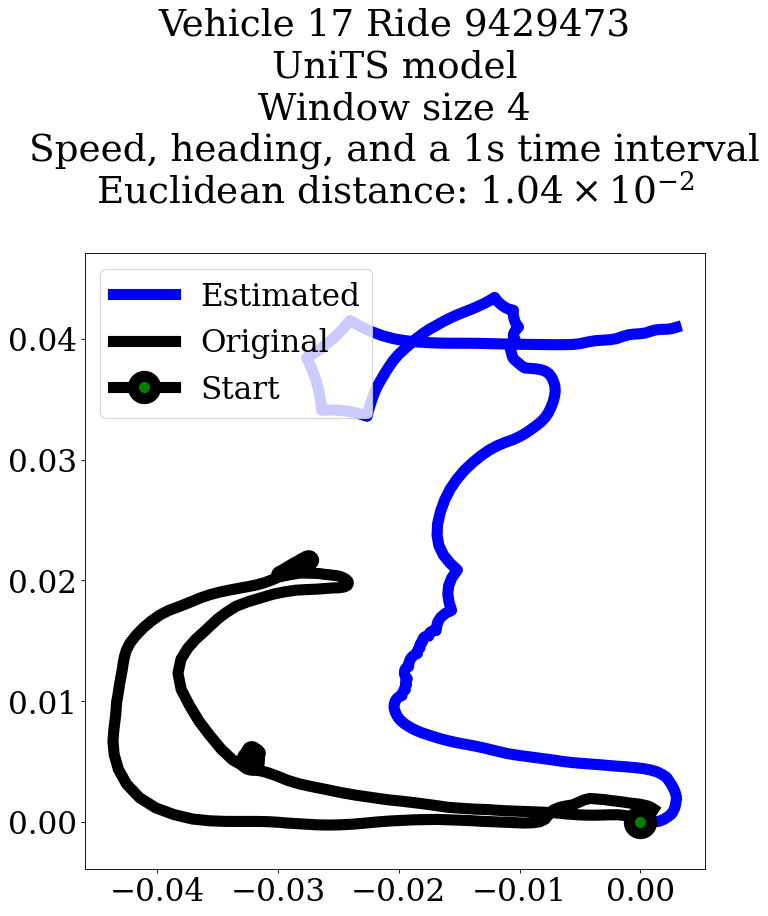 Vehicle 17 Ride 9429473
UniTS model
Window size 4
Speed, heading, and a 1s time interval
Euclidean distance: 1.04 × 10⁻²
Estimated
Original
Start
0.04
0.03
0.02
0.01
0.00
−0.04 −0.03 −0.02 −0.01 0.00